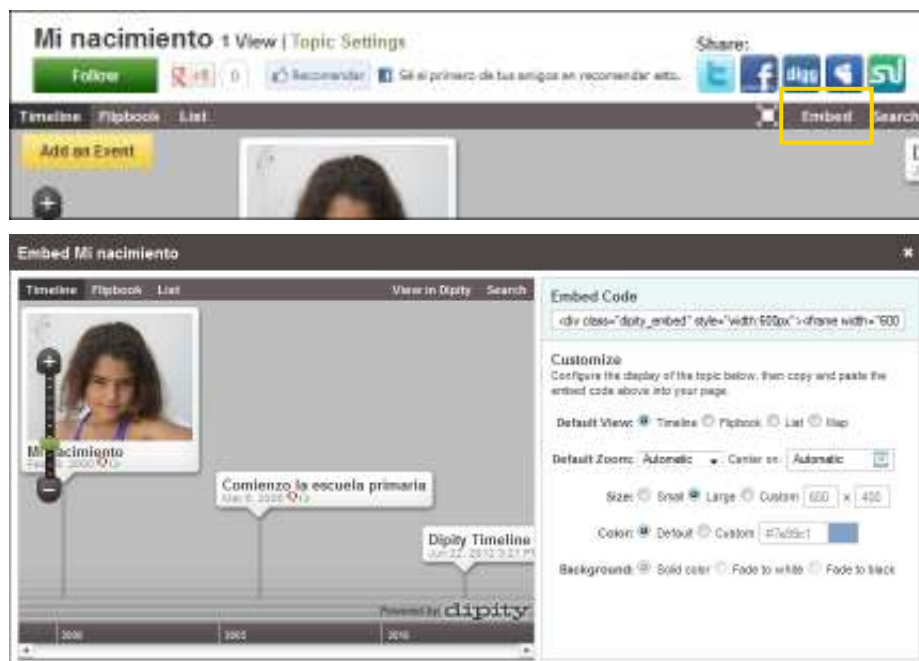 Mi nacimiento 1 View | Topic Settings
Share:
Follow
+1
0
Recomendar
Sé el primero de tus amigos en recomendar esto.
digg
Timeline Flipbook List
Embed Search
Add an Event
Embed Mi nacimiento
Timeline Flipbook List
View in Dipity Search
Mi nacimiento
Comienzo la escuela primaria
Dipity Timeline
Powered by dipity
2000 2005 2010
Embed Code
<div class="dipity_embed" style="width:600px"><iframe width="600
Customize
Configure the display of the topic below, then copy and paste the
embed code above into your page.
Default View: Timeline Flipbook List Map
Default Zoom: Automatic Center on: Automatic
Size: Small Large Custom 600 x 400
Color: Default Custom
Background: Solid color Fade to white Fade to black